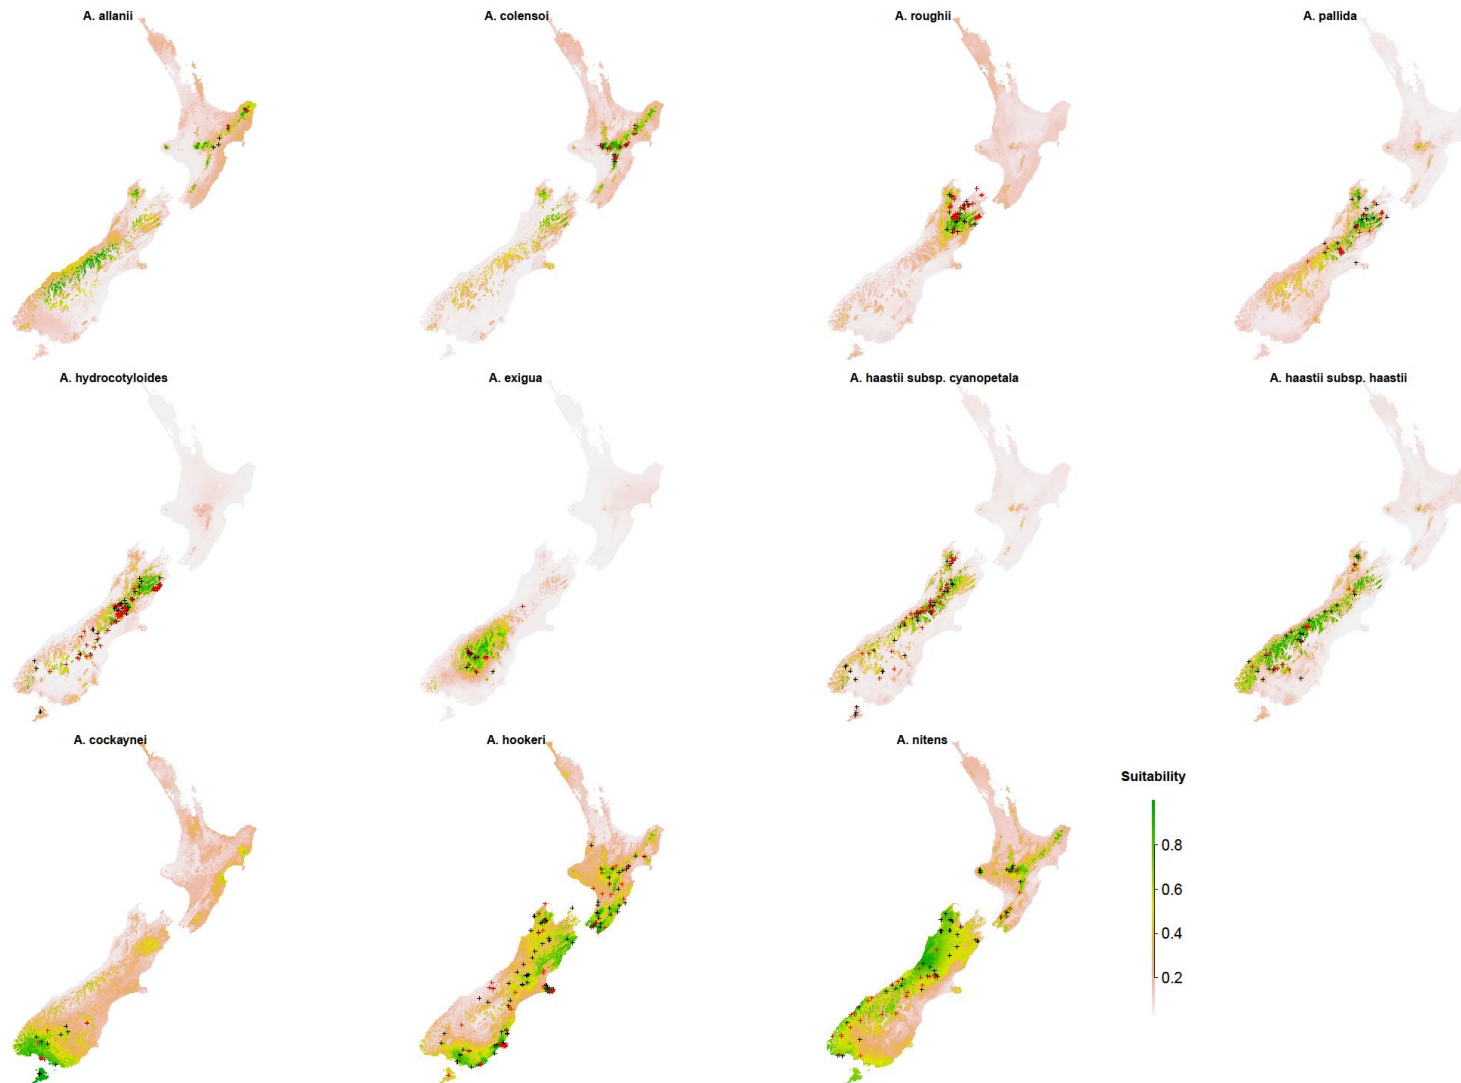 A. allanii
A. colensoi
A. roughii
A. pallida
A. hydrocotyloides
A. exigua
A. haastii subsp. cyanopetala
A. haastii subsp. haastii
A. cockaynei
A. hookeri
A. nitens
Suitability
0.8
0.6
0.4
0.2